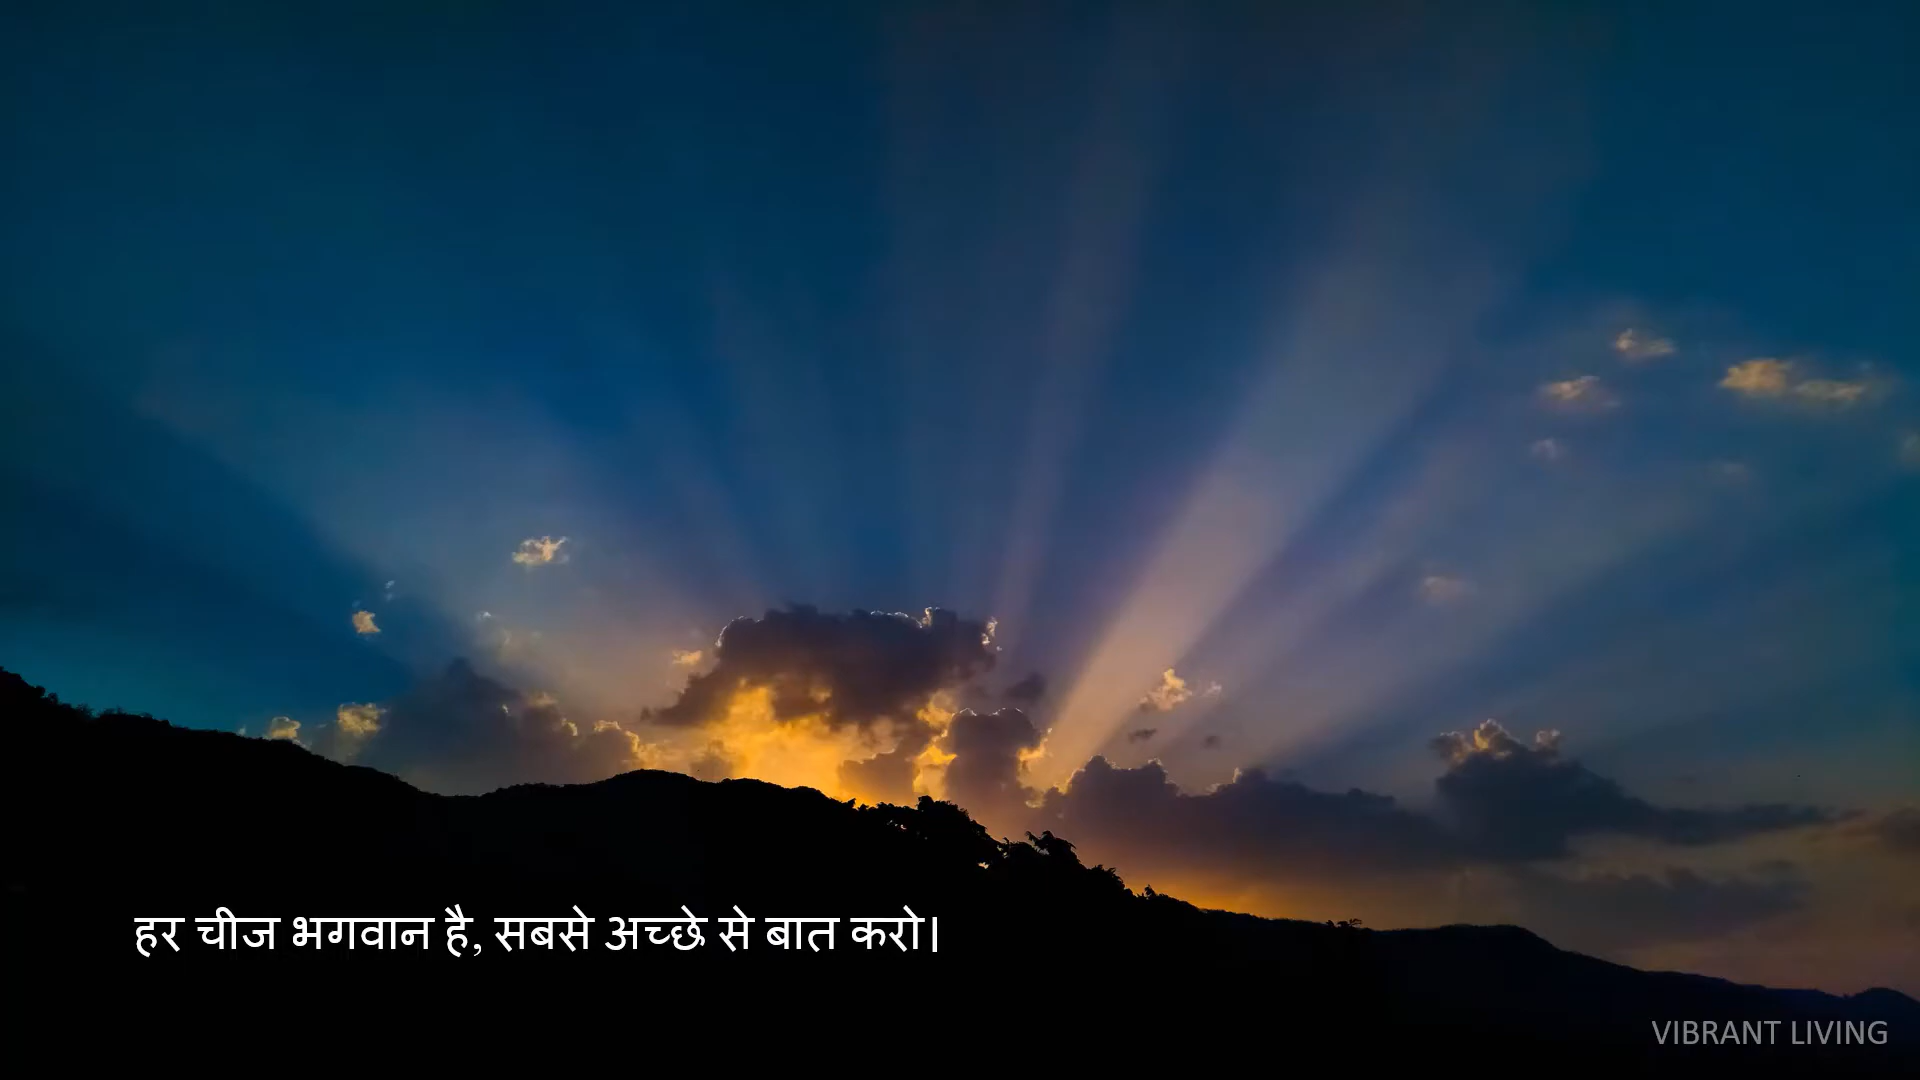 हर चीज भगवान है, सबसे अच्छे से बात करो।
VIBRANT LIVING